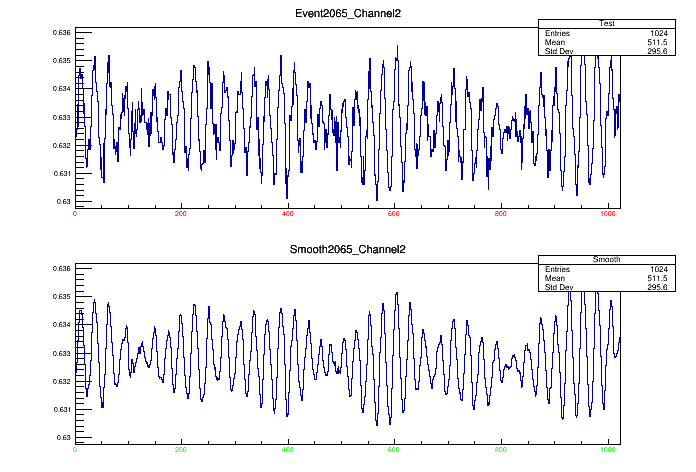 Event2065_Channel2
Test
Entries 1024
Mean 511.5
Std Dev 295.6
0.636
0.635
0.634
0.633
0.632
0.631
0.63
0 200 400 600 800 1000
Smooth2065_Channel2
Smooth
Entries 1024
Mean 511.5
Std Dev 295.6
0.636
0.635
0.634
0.633
0.632
0.631
0.63
0 200 400 600 800 1000